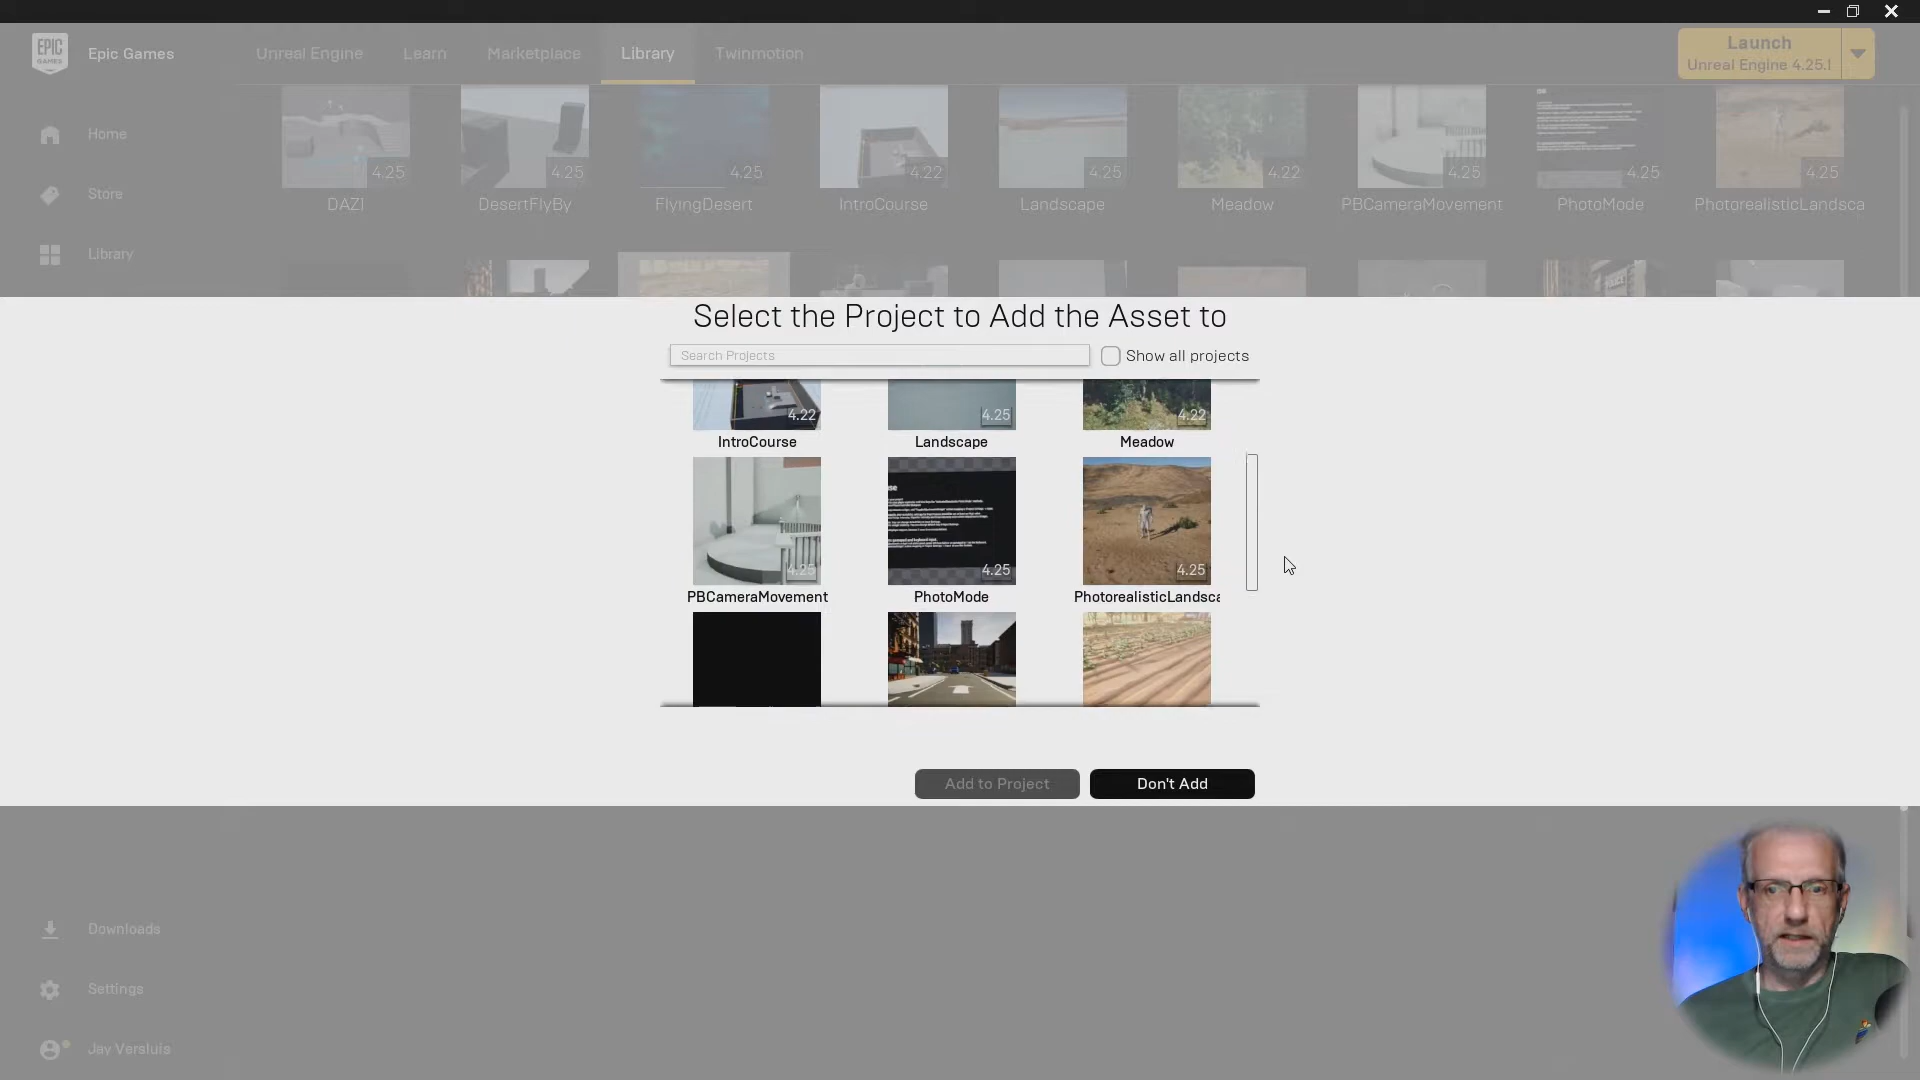 EPIC
GAMES
Epic Games
Unreal Engine
Learn
Marketplace
Library
Twinmotion
Launch
Unreal Engine 4.25.1
Home
Store
Library
4.25
4.25
4.25
4.22
4.25
4.22
4.25
4.25
4.25
DAZ1
DesertFlyBy
FlyingDesert
IntroCourse
Landscape
Meadow
PBCameraMovement
PhotoMode
PhotorealisticLandsca
Select the Project to Add the Asset to
Search Projects
Show all projects
4.22
4.25
4.22
IntroCourse
Landscape
Meadow
4.25
4.25
4.25
PBCameraMovement
PhotoMode
PhotorealisticLandsca
Add to Project
Don't Add
Downloads
Settings
Jay Versluis